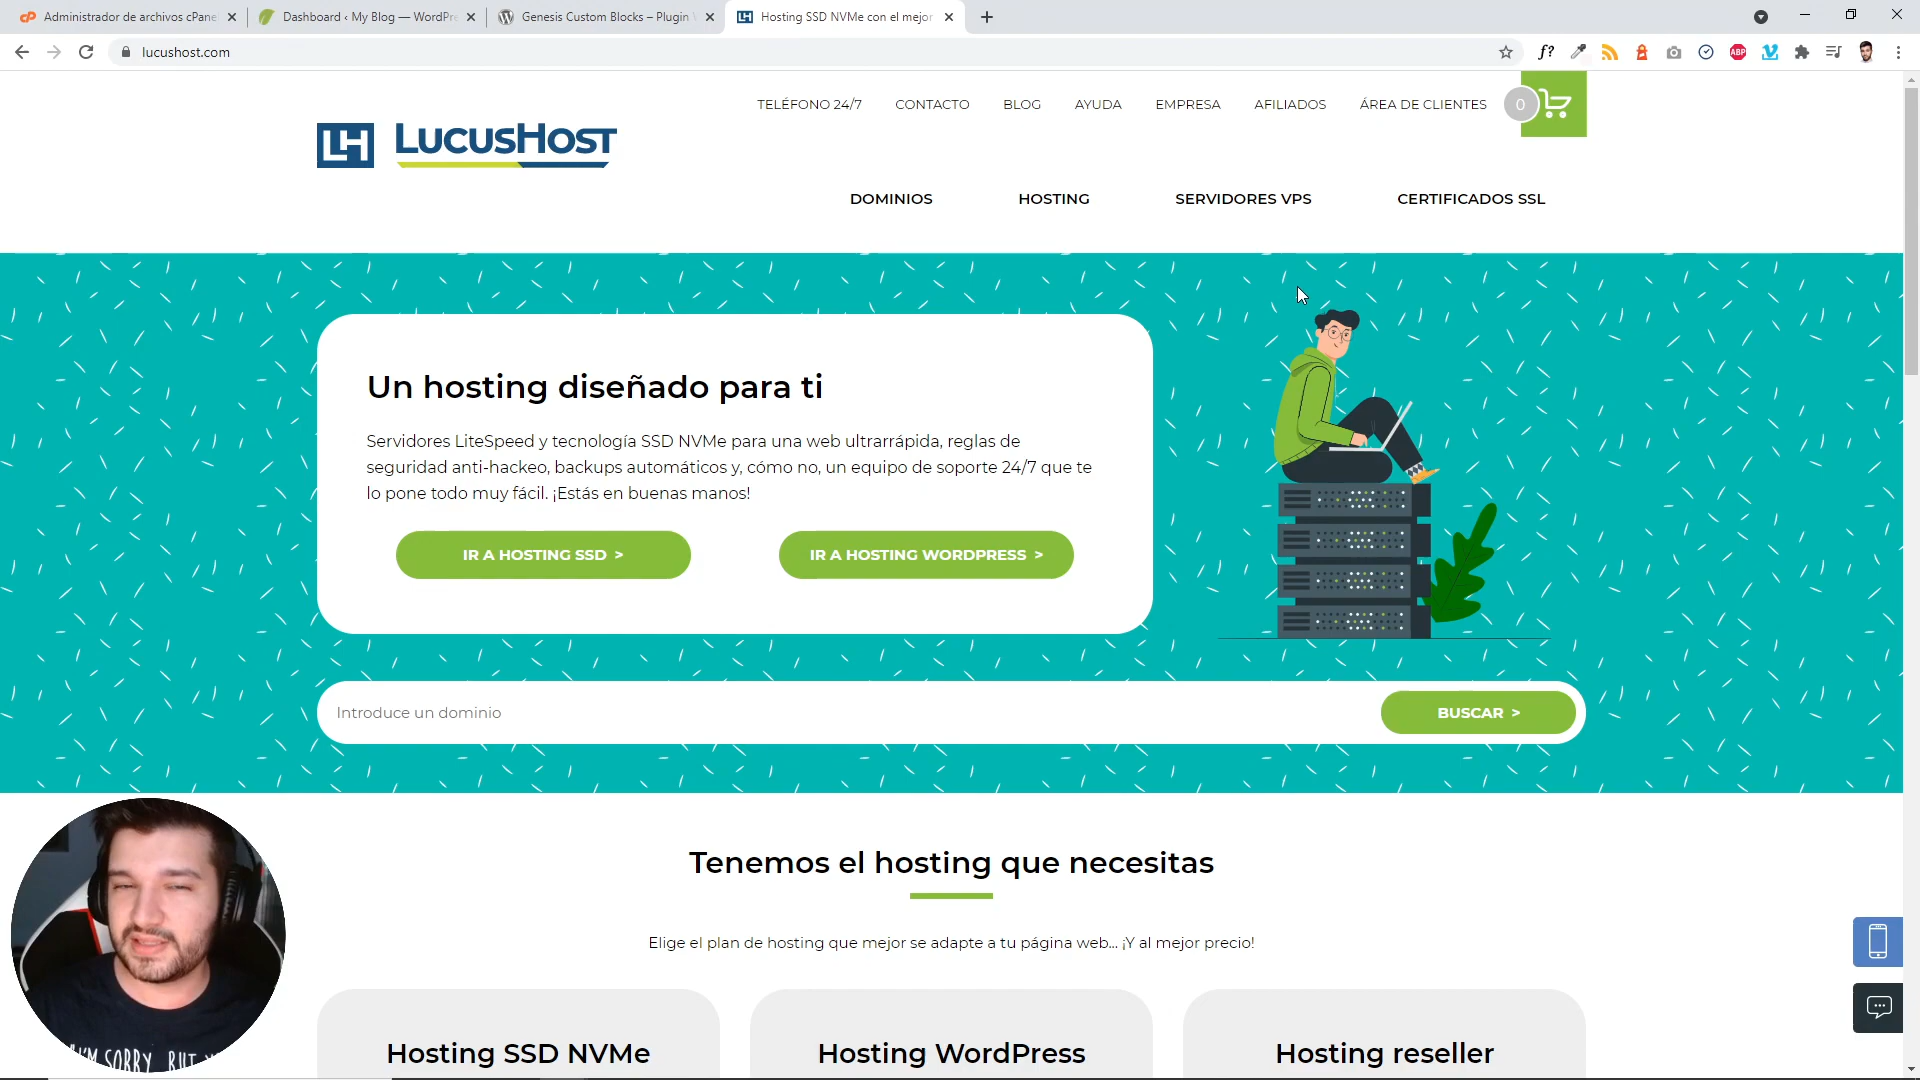 Administrador de archivos cPane
Dashboard ‹ My Blog — WordPre
Genesis Custom Blocks – Plugin
Hosting SSD NVMe con el mejor
lucushost.com
f?
ABP
TELÉFONO 24/7
CONTACTO
BLOG
AYUDA
EMPRESA
AFILIADOS
ÁREA DE CLIENTES
0
LH LUCUSHOST
DOMINIOS
HOSTING
SERVIDORES VPS
CERTIFICADOS SSL
Un hosting diseñado para ti
Servidores LiteSpeed y tecnología SSD NVMe para una web ultrarrápida, reglas de
seguridad anti-hackeo, backups automáticos y, cómo no, un equipo de soporte 24/7 que te
lo pone todo muy fácil. ¡Estás en buenas manos!
IR A HOSTING SSD >
IR A HOSTING WORDPRESS >
Introduce un dominio
BUSCAR >
Tenemos el hosting que necesitas
Elige el plan de hosting que mejor se adapte a tu página web... ¡Y al mejor precio!
Hosting SSD NVMe
Hosting WordPress
Hosting reseller
I'M SORRY, BUT